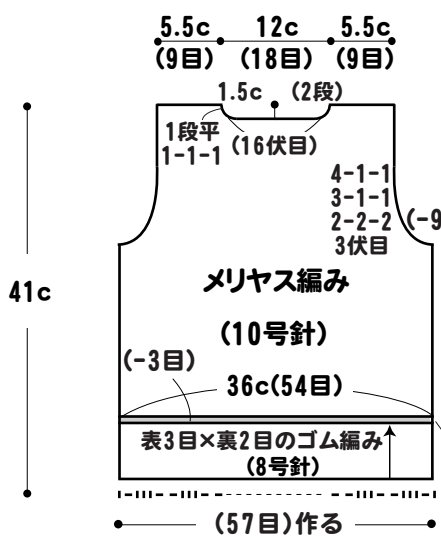 5.5c 12c 5.5c
(9目) (18目) (9目)
1.5c (2段)
1段平
1-1-1 (16伏目)
4-1-1
3-1-1
2-2-2 (-9
3伏目
41c
メリヤス編み
(10号針)
(-3目)
36c(54目)
表3目×裏2目のゴム編み
(8号針)
(57目)作る